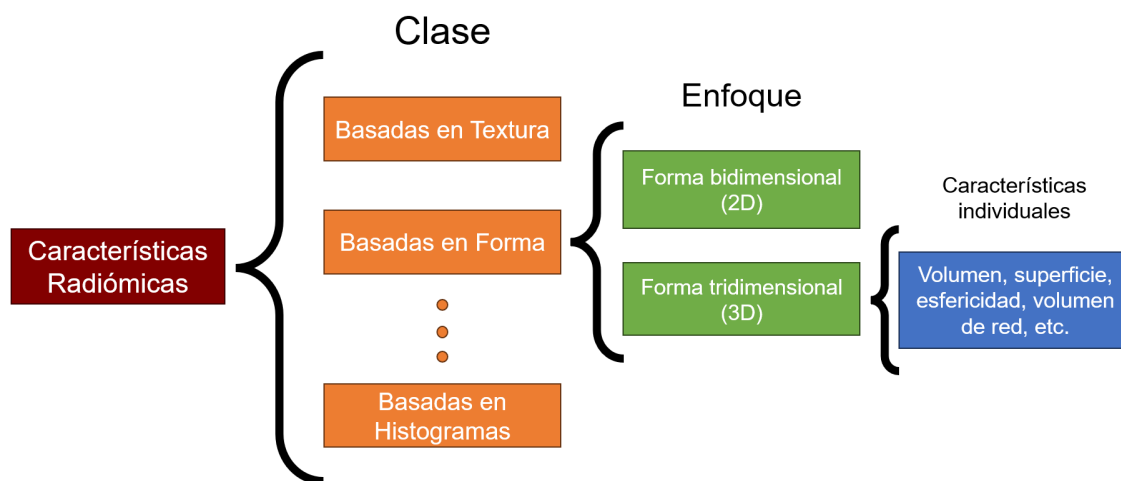 Clase
Enfoque
Características
individuales
Características
Radiómicas
Basadas en Textura
Basadas en Forma
Basadas en
Histogramas
Forma bidimensional
(2D)
Forma tridimensional
(3D)
Volumen, superficie,
esfericidad, volumen
de red, etc.